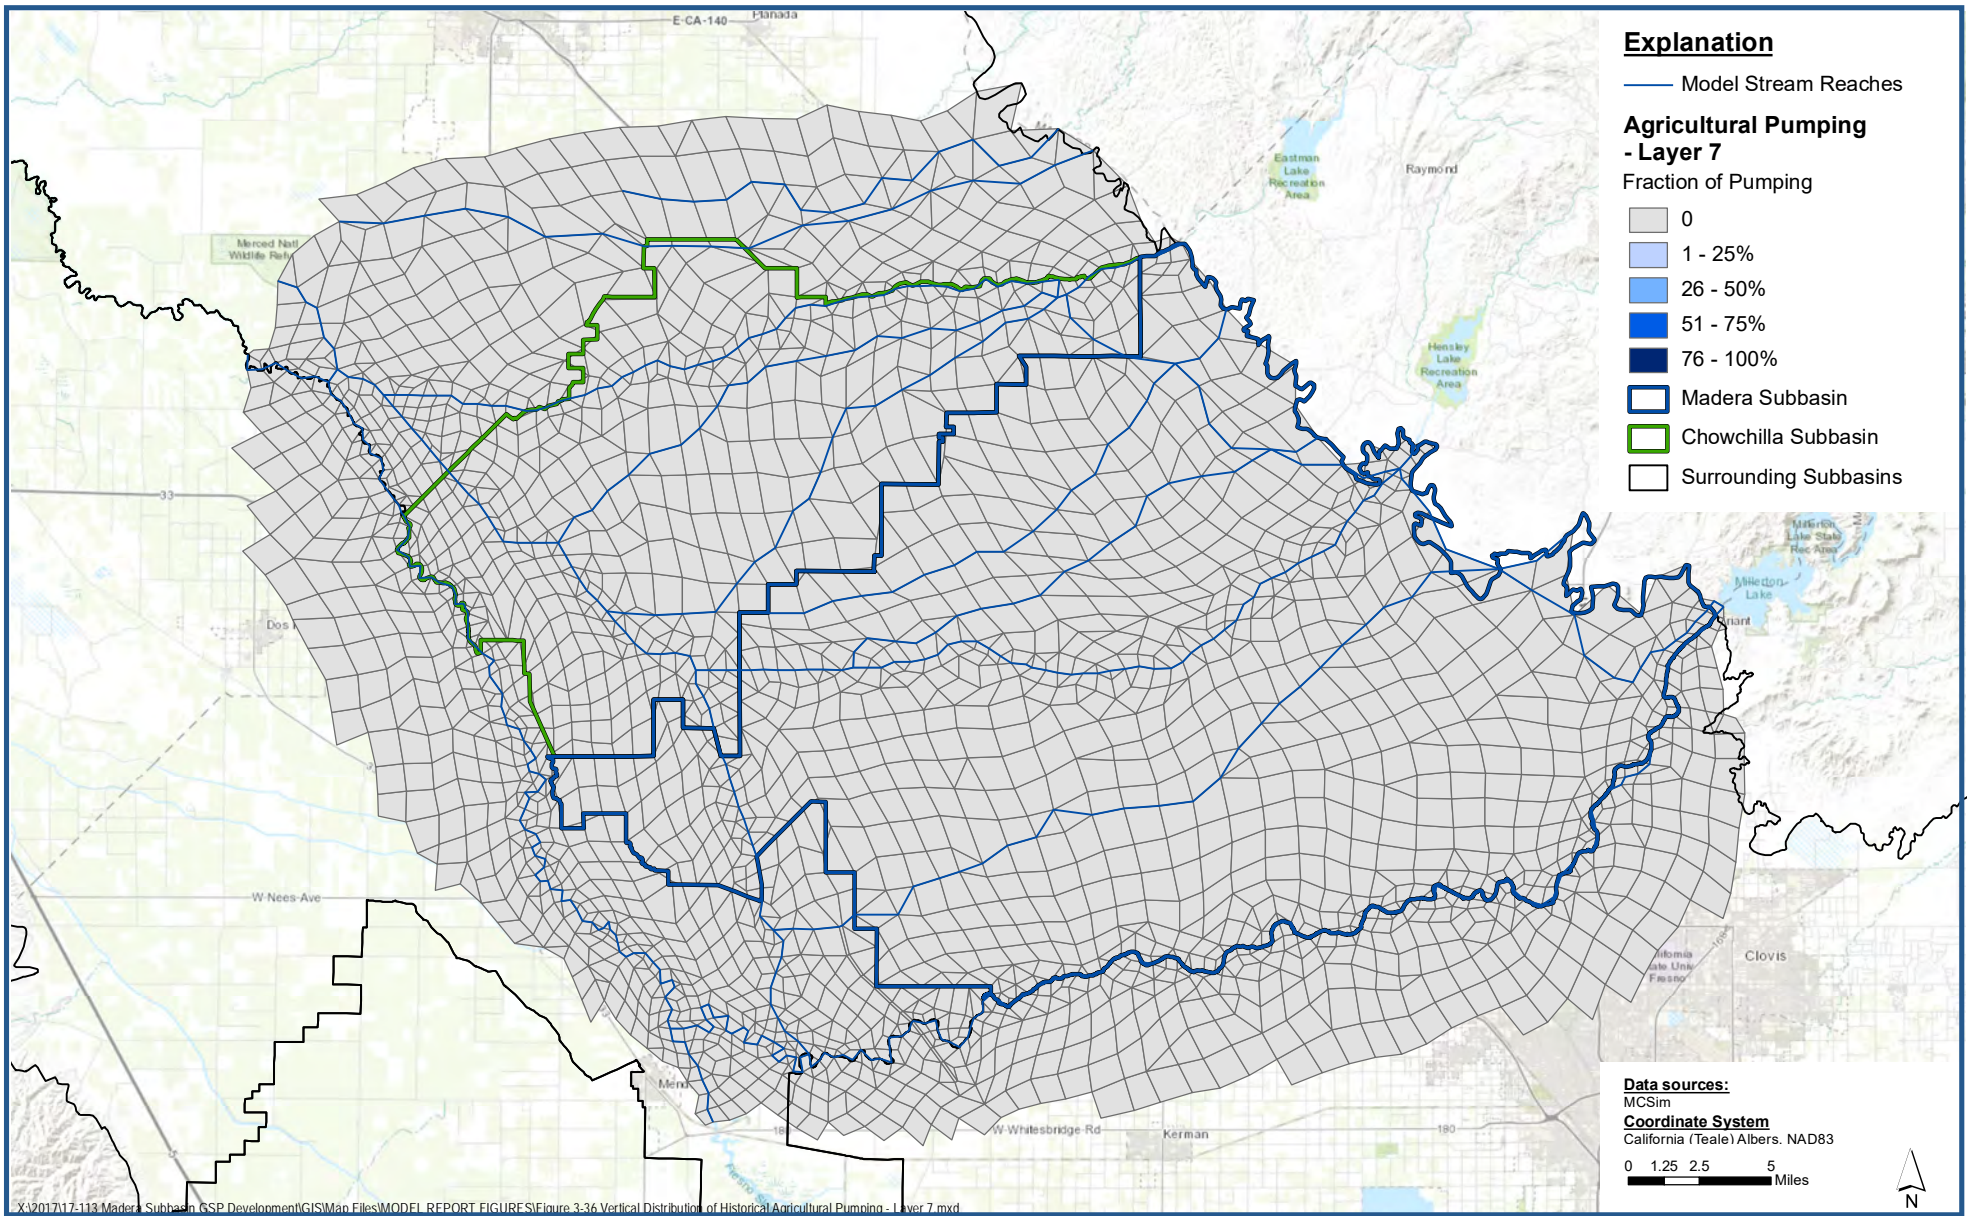 E-CA-140
Planada
Explanation
Model Stream Reaches
Agricultural Pumping
- Layer 7
Fraction of Pumping
0
1 - 25%
26 - 50%
51 - 75%
76 - 100%
Madera Subbasin
Chowchilla Subbasin
Surrounding Subbasins
Eastman
Lake
Recreation
Area
Raymond
Merced Natl
Wildlife Refu
Hensley
Lake
Recreation
Area
33
Millerton
Lake State
Rec Area
Millerton
Lake
Dos
riant
W Nees-Ave
lifornia
ate Univ
Fresno
Clovis
Mend
W-Whitesbridge-Rd
Kerman
180
Data sources:
MCSim
Coordinate System
California (Teale) Albers, NAD83
0 1.25 2.5 5
Miles
N
X:\2017\17-113 Madera Subbasin GSP Development\GIS\Map Files\MODEL REPORT FIGURES\Figure 3-36 Vertical Distribution of Historical Agricultural Pumping - Layer 7.mxd